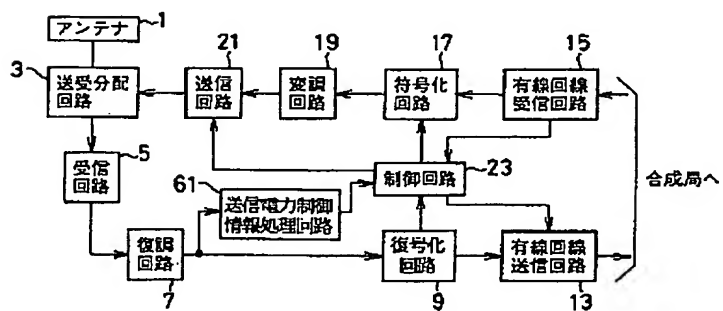 アンテナ
1
21
19
17
15
3
送受分配
回路
送信
回路
変調
回路
符号化
回路
有線回線
受信回路
5
受信
回路
61
送信電力制御
情報処理回路
制御回路
23
合成局へ
復調
回路
7
復号化
回路
9
有線回線
送信回路
13